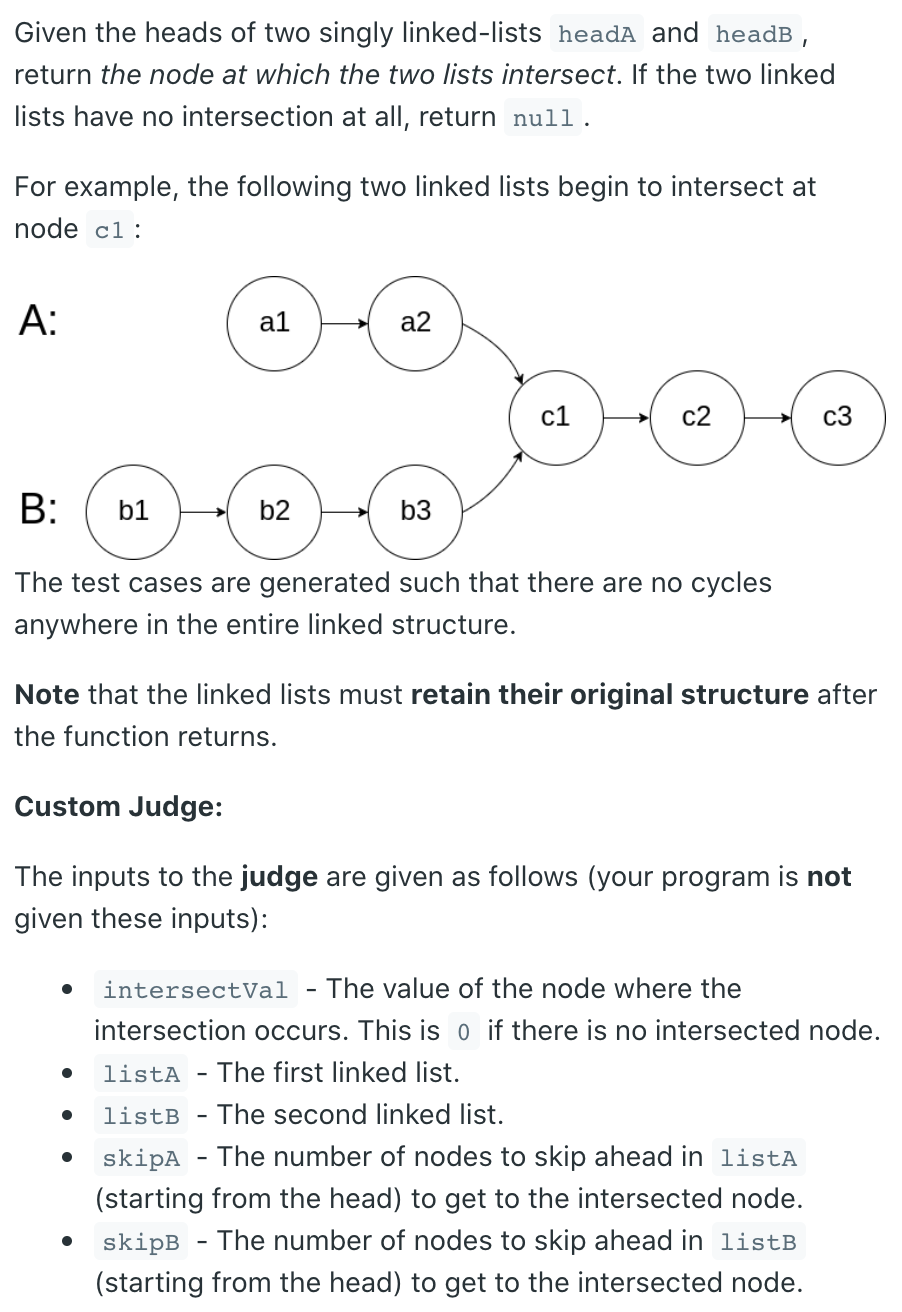 Given the heads of two singly linked-lists headA and headB ,
return the node at which the two lists intersect. If the two linked
lists have no intersection at all, return null .
For example, the following two linked lists begin to intersect at
node c1 :
A: a1 a2
c1 c2 c3
B: b1 b2 b3
The test cases are generated such that there are no cycles
anywhere in the entire linked structure.
Note that the linked lists must retain their original structure after
the function returns.
Custom Judge:
The inputs to the judge are given as follows (your program is not
given these inputs):
• intersectVal - The value of the node where the
intersection occurs. This is 0 if there is no intersected node.
• listA - The first linked list.
• listB - The second linked list.
• skipA - The number of nodes to skip ahead in listA
(starting from the head) to get to the intersected node.
• skipB - The number of nodes to skip ahead in listB
(starting from the head) to get to the intersected node.